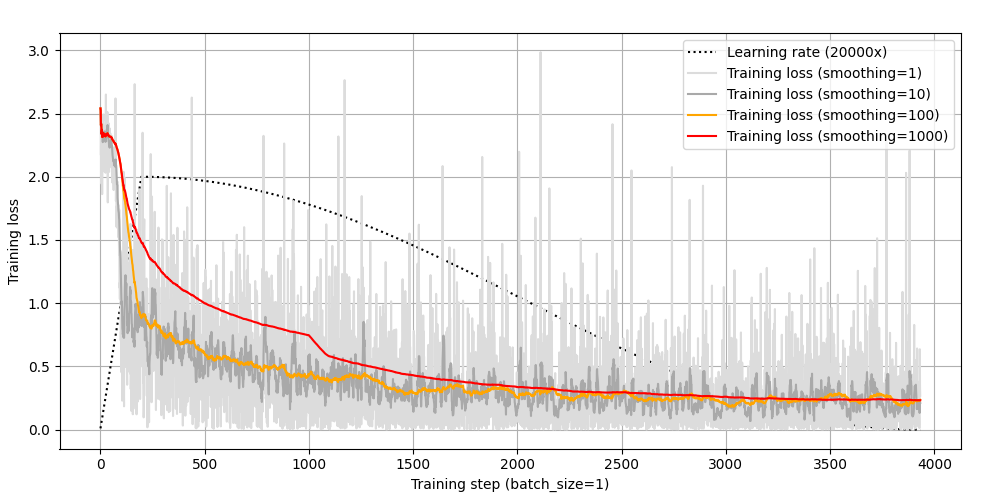 3.0
2.5
2.0
1.5
1.0
0.5
0.0
Training loss
Learning rate (20000x)
Training loss (smoothing=1)
Training loss (smoothing=10)
Training loss (smoothing=100)
Training loss (smoothing=1000)
0 500 1000 1500 2000 2500 3000 3500 4000
Training step (batch_size=1)